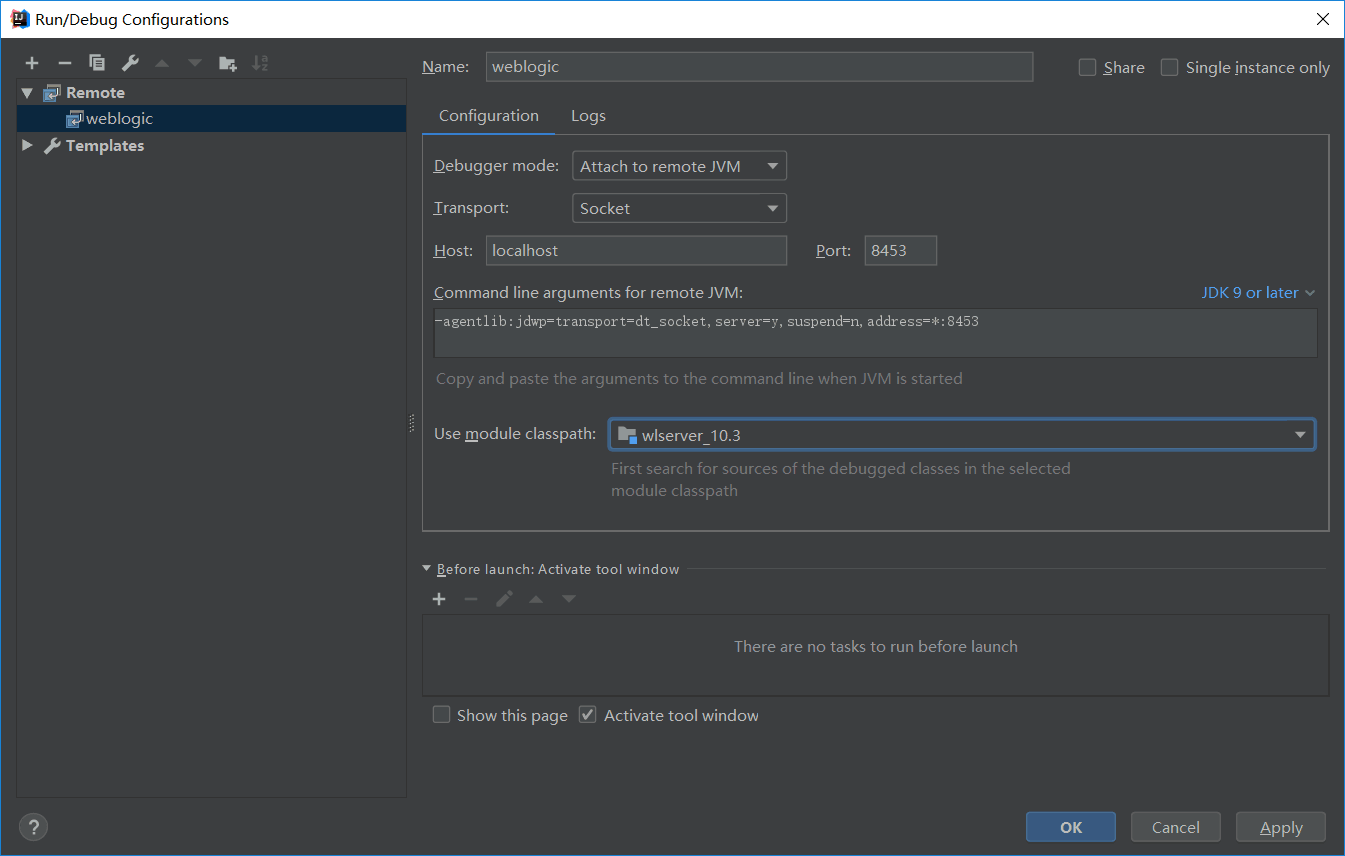 Run/Debug Configurations
Remote
weblogic
Templates
Name: weblogic
Share
Single instance only
Configuration
Logs
Debugger mode: Attach to remote JVM
Transport: Socket
Host: localhost
Port: 8453
Command line arguments for remote JVM:
JDK 9 or later
-agentlib:jdwp=transport=dt_socket,server=y,suspend=n,address=*:8453
Copy and paste the arguments to the command line when JVM is started
Use module classpath: wlserver_10.3
First search for sources of the debugged classes in the selected
module classpath
Before launch: Activate tool window
There are no tasks to run before launch
Show this page
Activate tool window
?
OK
Cancel
Apply